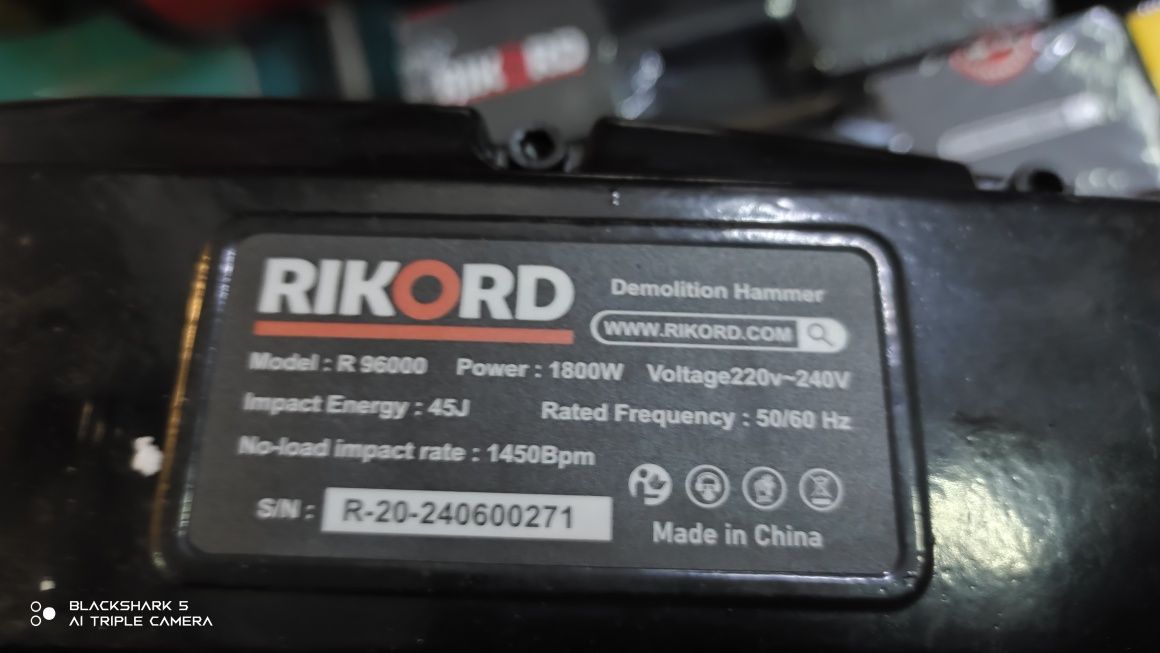 RIKORD
RIKORD
Demolition Hammer
WWW.RIKORD.COM
Model : R 96000 Power : 1800W Voltage220v~240V
Impact Energy : 45J Rated Frequency : 50/60 Hz
No-load impact rate : 1450Bpm
S/N : R-20-240600271
Made in China
BLACKSHARK 5
AI TRIPLE CAMERA